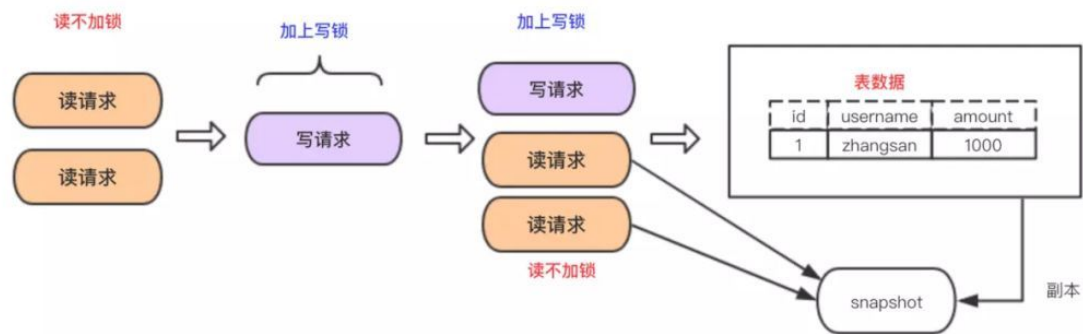 读不加锁
读请求
读请求
加上写锁
写请求
加上写锁
写请求
读请求
读请求
读不加锁
表数据
id username amount
1 zhangsan 1000
snapshot
副本